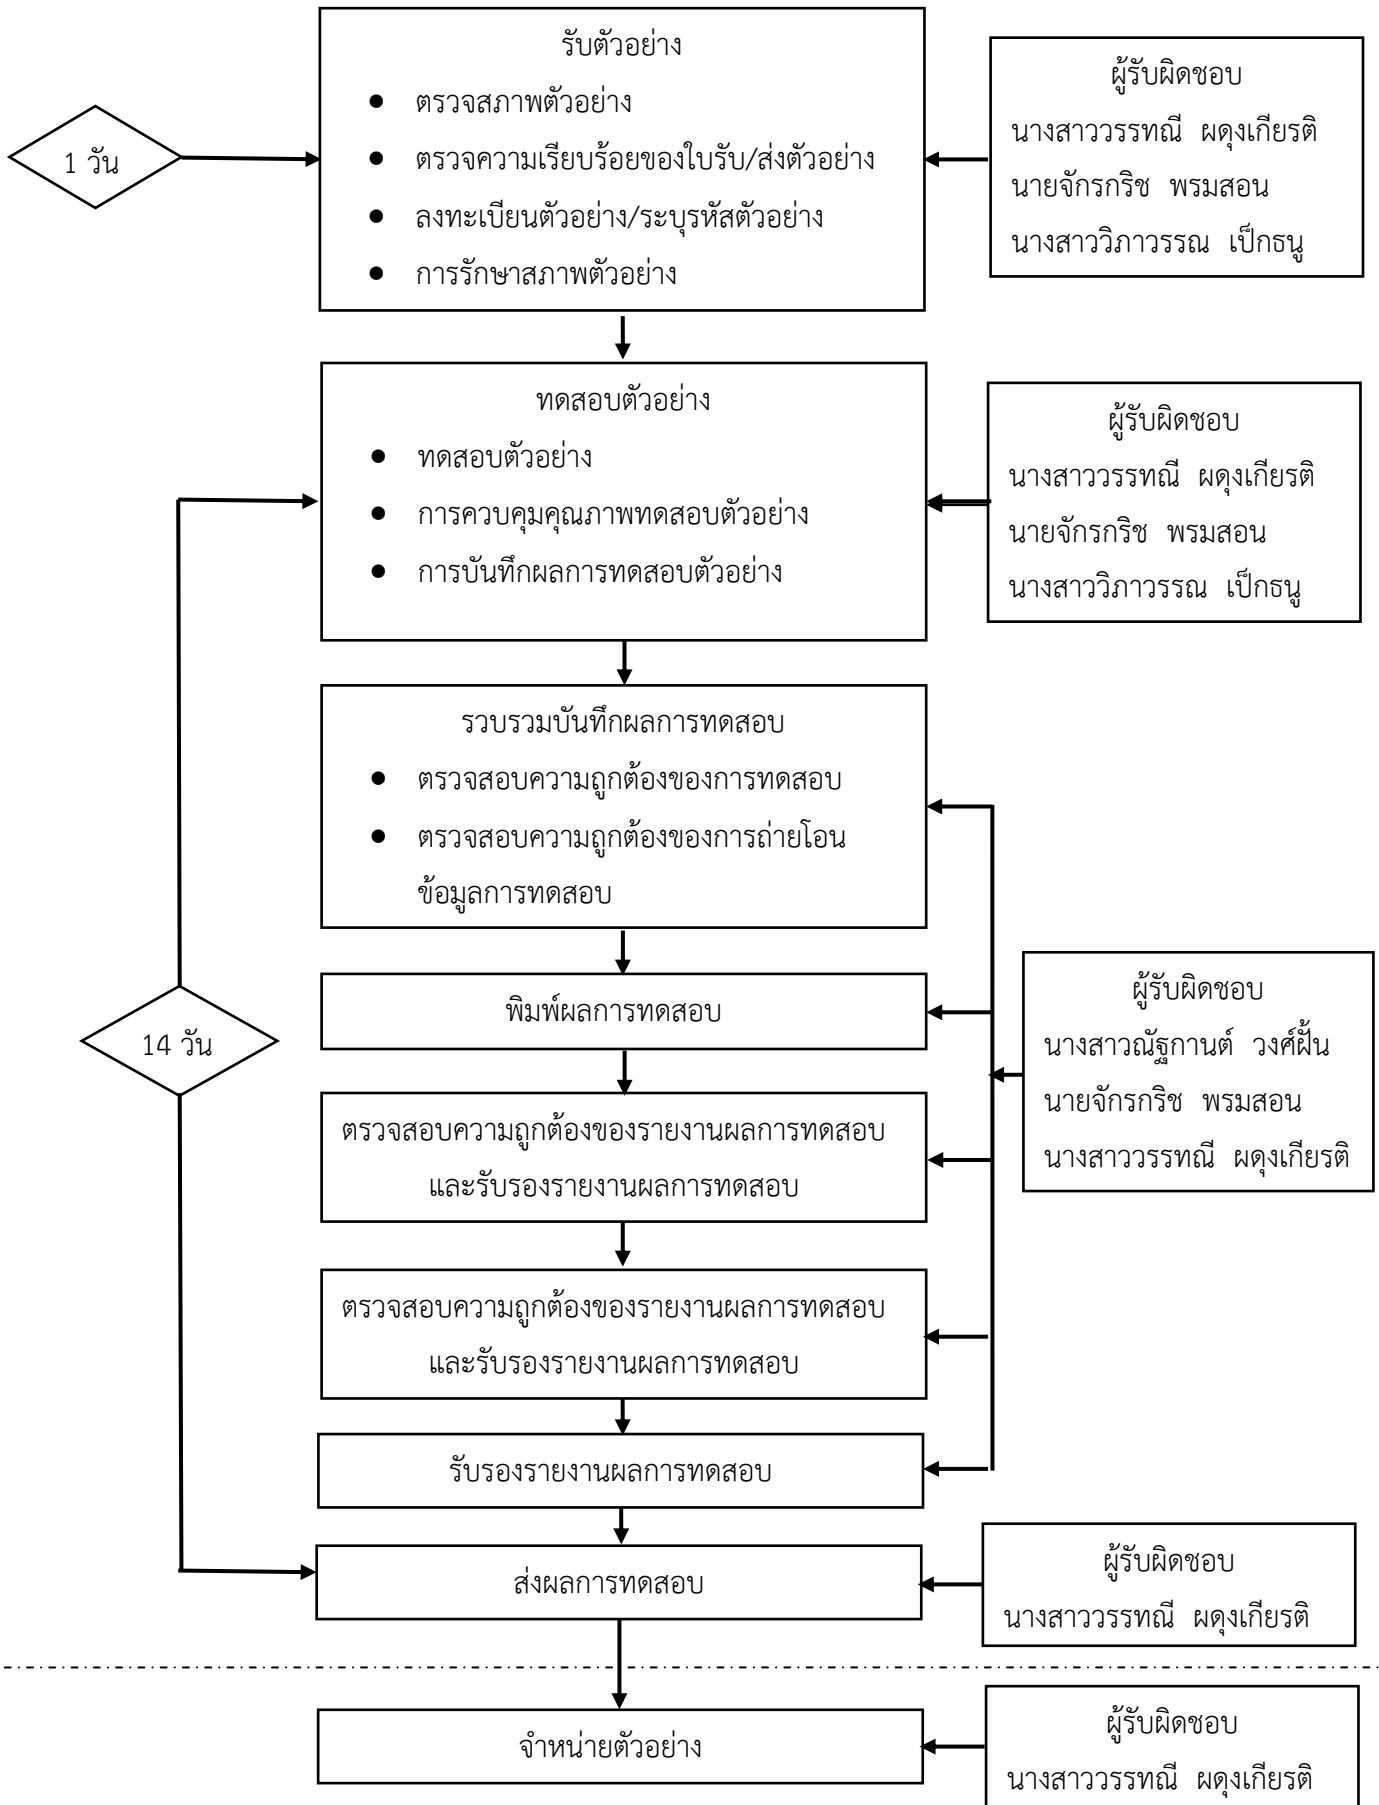 รับตัวอย่าง
● ตรวจสภาพตัวอย่าง
● ตรวจความเรียบร้อยของใบรับ/ส่งตัวอย่าง
● ลงทะเบียนตัวอย่าง/ระบุรหัสตัวอย่าง
● การรักษาสภาพตัวอย่าง
1 วัน
ผู้รับผิดชอบ
นางสาววรรทณี ผดุงเกียรติ
นายจักรกริช พรมสอน
นางสาววิภาวรรณ เป็กธนู
ทดสอบตัวอย่าง
● ทดสอบตัวอย่าง
● การควบคุมคุณภาพทดสอบตัวอย่าง
● การบันทึกผลการทดสอบตัวอย่าง
ผู้รับผิดชอบ
นางสาววรรทณี ผดุงเกียรติ
นายจักรกริช พรมสอน
นางสาววิภาวรรณ เป็กธนู
รวบรวมบันทึกผลการทดสอบ
● ตรวจสอบความถูกต้องของการทดสอบ
● ตรวจสอบความถูกต้องของการถ่ายโอน
ข้อมูลการทดสอบ
14 วัน
พิมพ์ผลการทดสอบ
ตรวจสอบความถูกต้องของรายงานผลการทดสอบ
และรับรองรายงานผลการทดสอบ
ผู้รับผิดชอบ
นางสาวณัฐกานต์ วงศ์ฝั้น
นายจักรกริช พรมสอน
นางสาววรรทณี ผดุงเกียรติ
ตรวจสอบความถูกต้องของรายงานผลการทดสอบ
และรับรองรายงานผลการทดสอบ
รับรองรายงานผลการทดสอบ
ส่งผลการทดสอบ
ผู้รับผิดชอบ
นางสาววรรทณี ผดุงเกียรติ
จำหน่ายตัวอย่าง
ผู้รับผิดชอบ
นางสาววรรทณี ผดุงเกียรติ